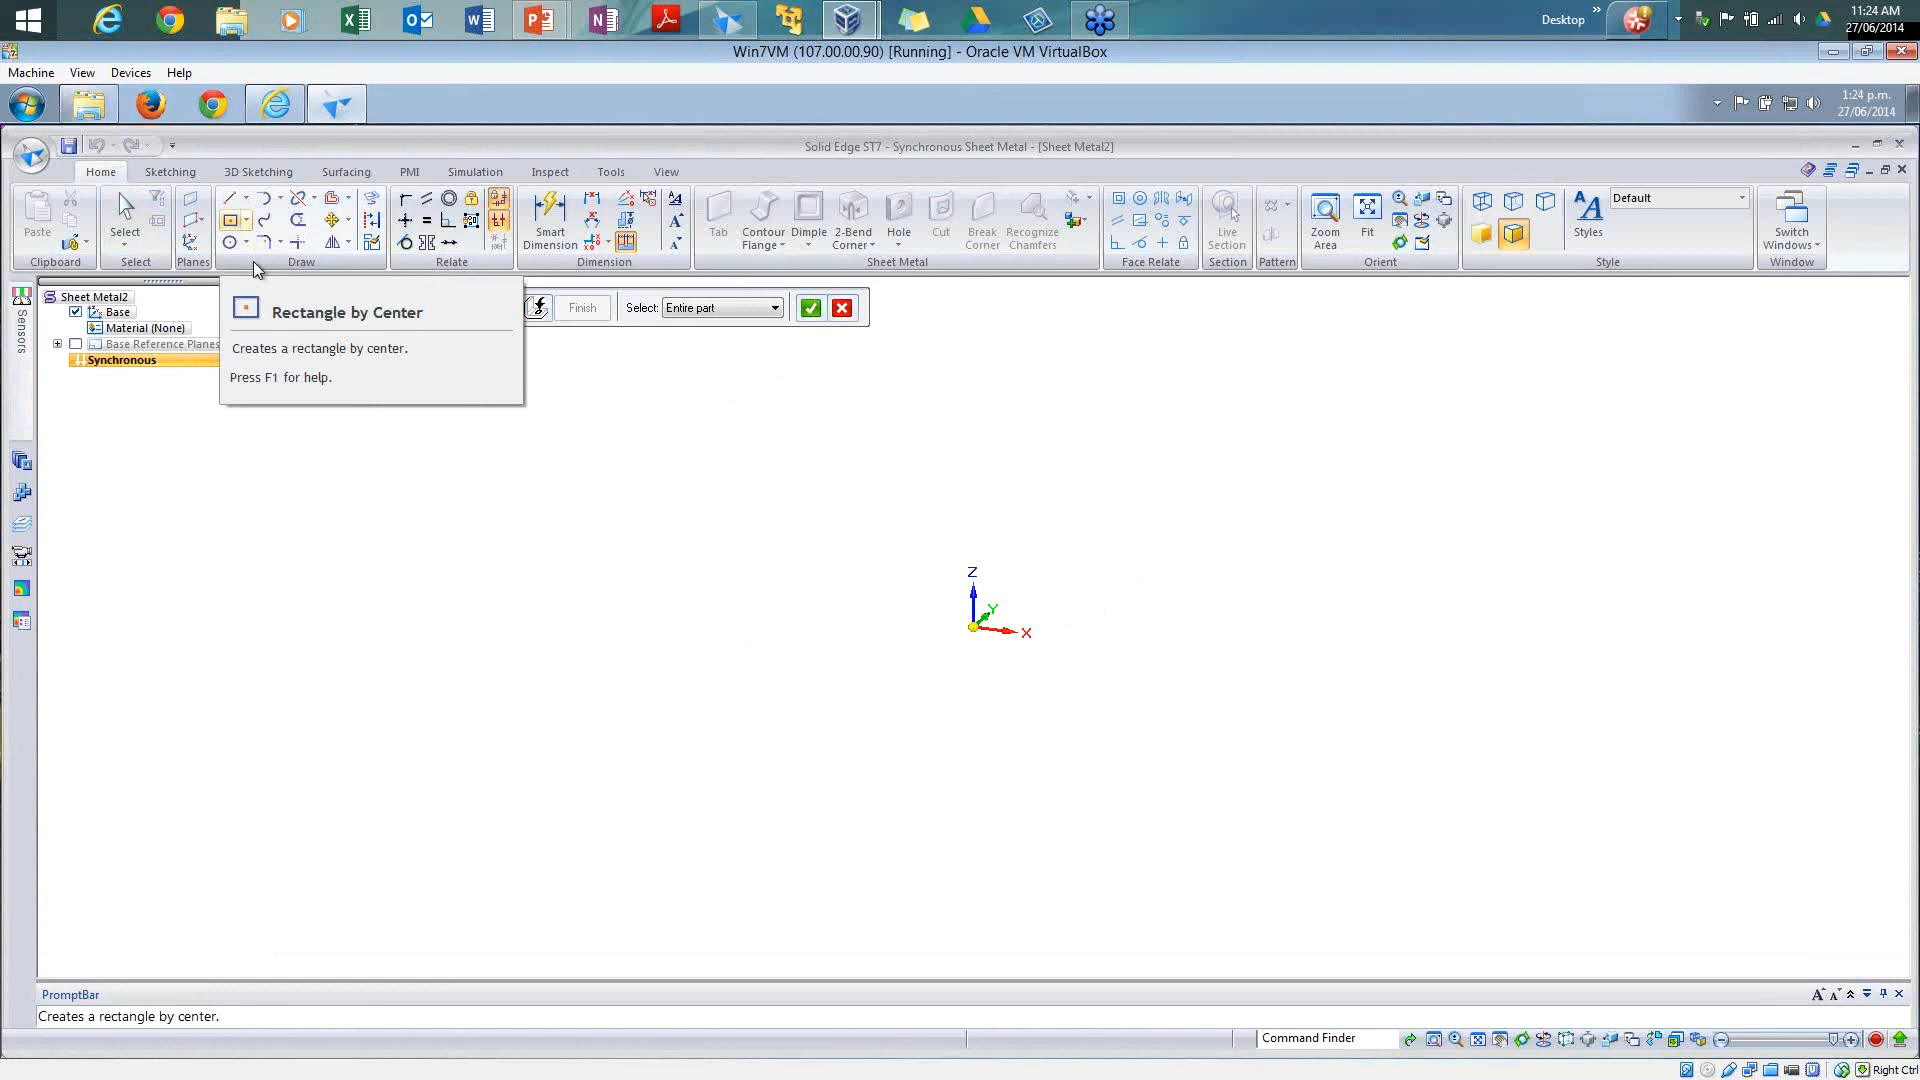 Desktop
11:24 AM
27/06/2014
Win7VM (107.00.00.90) [Running] - Oracle VM VirtualBox
Machine View Devices Help
1:24 p.m.
27/06/2014
Solid Edge ST7 - Synchronous Sheet Metal - [Sheet Metal2]
Home Sketching 3D Sketching Surfacing PMI Simulation Inspect Tools View
Paste Select Smart Dimension Tab Contour Flange Dimple 2-Bend Corner Hole Cut Break Corner Recognize Chamfers Live Section Zoom Area Fit Styles Default Switch Windows
Clipboard Select Planes Draw Relate Dimension Sheet Metal Face Relate Section Pattern Orient Style Window
Sensors
Sheet Metal2
Base
Material (None)
Base Reference Planes
Synchronous
Rectangle by Center
Creates a rectangle by center.
Press F1 for help.
Finish Select: Entire part
Z
Y
X
PromptBar
Creates a rectangle by center.
Command Finder
Right Ctrl